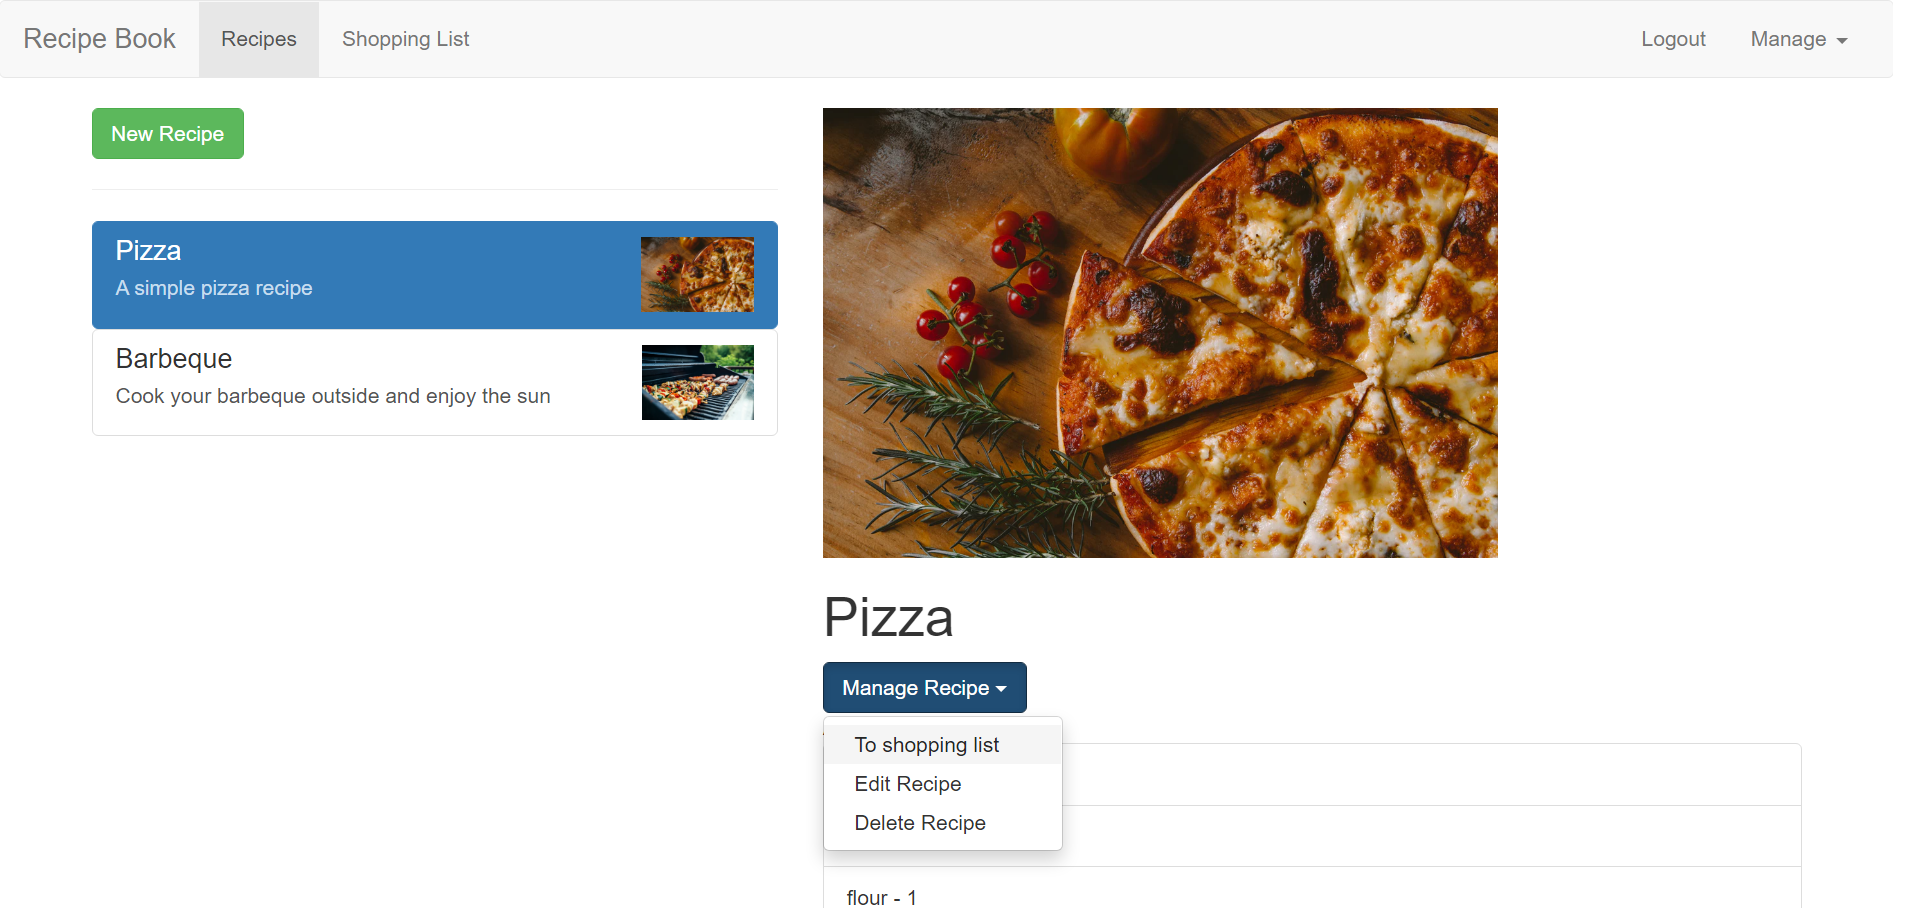 Recipe Book
Recipes
Shopping List
Logout
Manage
New Recipe
Pizza
A simple pizza recipe
Barbeque
Cook your barbeque outside and enjoy the sun
Pizza
Manage Recipe
To shopping list
Edit Recipe
Delete Recipe
flour - 1